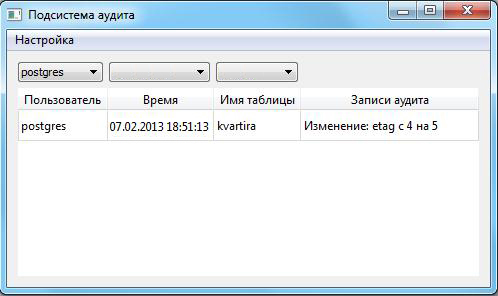 Подсистема аудита
Настройка
postgres
Пользователь Время Имя таблицы Записи аудита
postgres 07.02.2013 18:51:13 kvartira Изменение: etag с 4 на 5